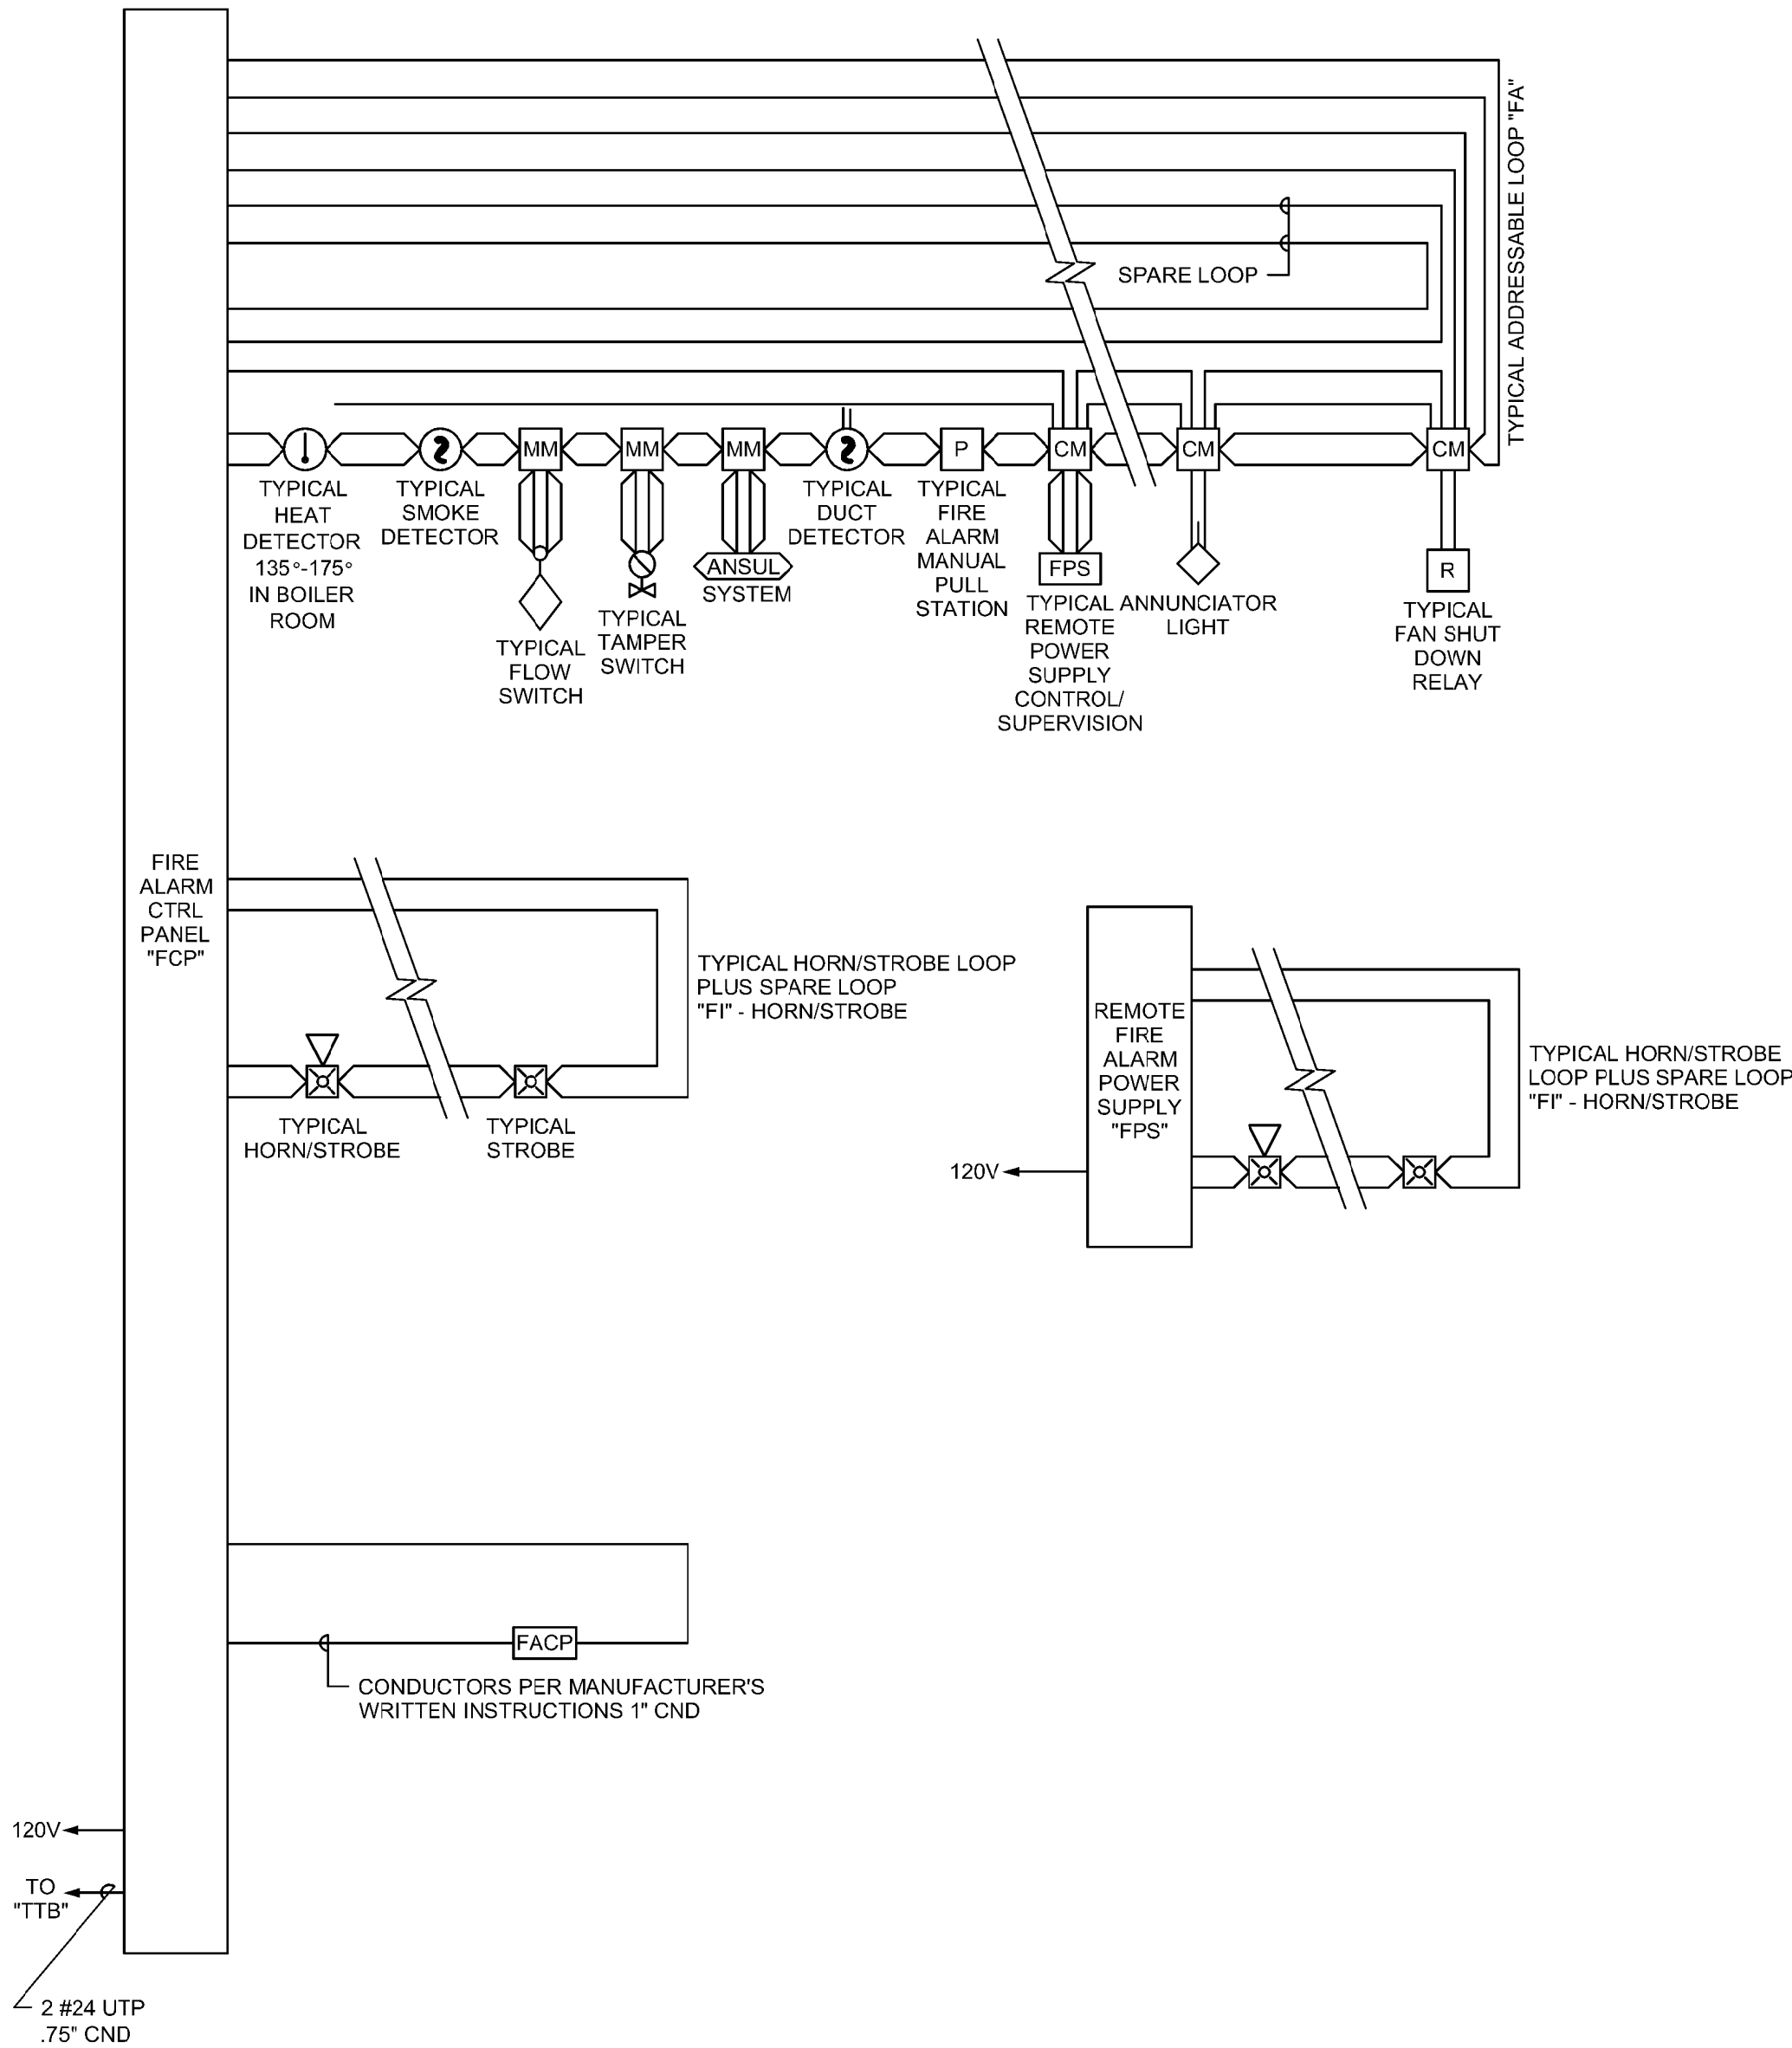 TYPICAL ADDRESSABLE LOOP "FA"
SPARE LOOP
MM
MM
MM
P
CM
CM
CM
TYPICAL
HEAT
DETECTOR
135°-175°
IN BOILER
ROOM
TYPICAL
SMOKE
DETECTOR
TYPICAL
FLOW
SWITCH
TYPICAL
TAMPER
SWITCH
ANSUL
SYSTEM
TYPICAL
DUCT
DETECTOR
TYPICAL
FIRE
ALARM
MANUAL
PULL
STATION
FPS
TYPICAL
REMOTE
POWER
SUPPLY
CONTROL/
SUPERVISION
ANNUNCIATOR
LIGHT
R
TYPICAL
FAN SHUT
DOWN
RELAY
FIRE
ALARM
CTRL
PANEL
"FCP"
TYPICAL HORN/STROBE LOOP
PLUS SPARE LOOP
"FI" - HORN/STROBE
TYPICAL
HORN/STROBE
TYPICAL
STROBE
REMOTE
FIRE
ALARM
POWER
SUPPLY
"FPS"
120V
TYPICAL HORN/STROBE
LOOP PLUS SPARE LOOP
"FI" - HORN/STROBE
FACP
CONDUCTORS PER MANUFACTURER'S
WRITTEN INSTRUCTIONS 1" CND
120V
TO
"TTB"
2 #24 UTP
.75" CND